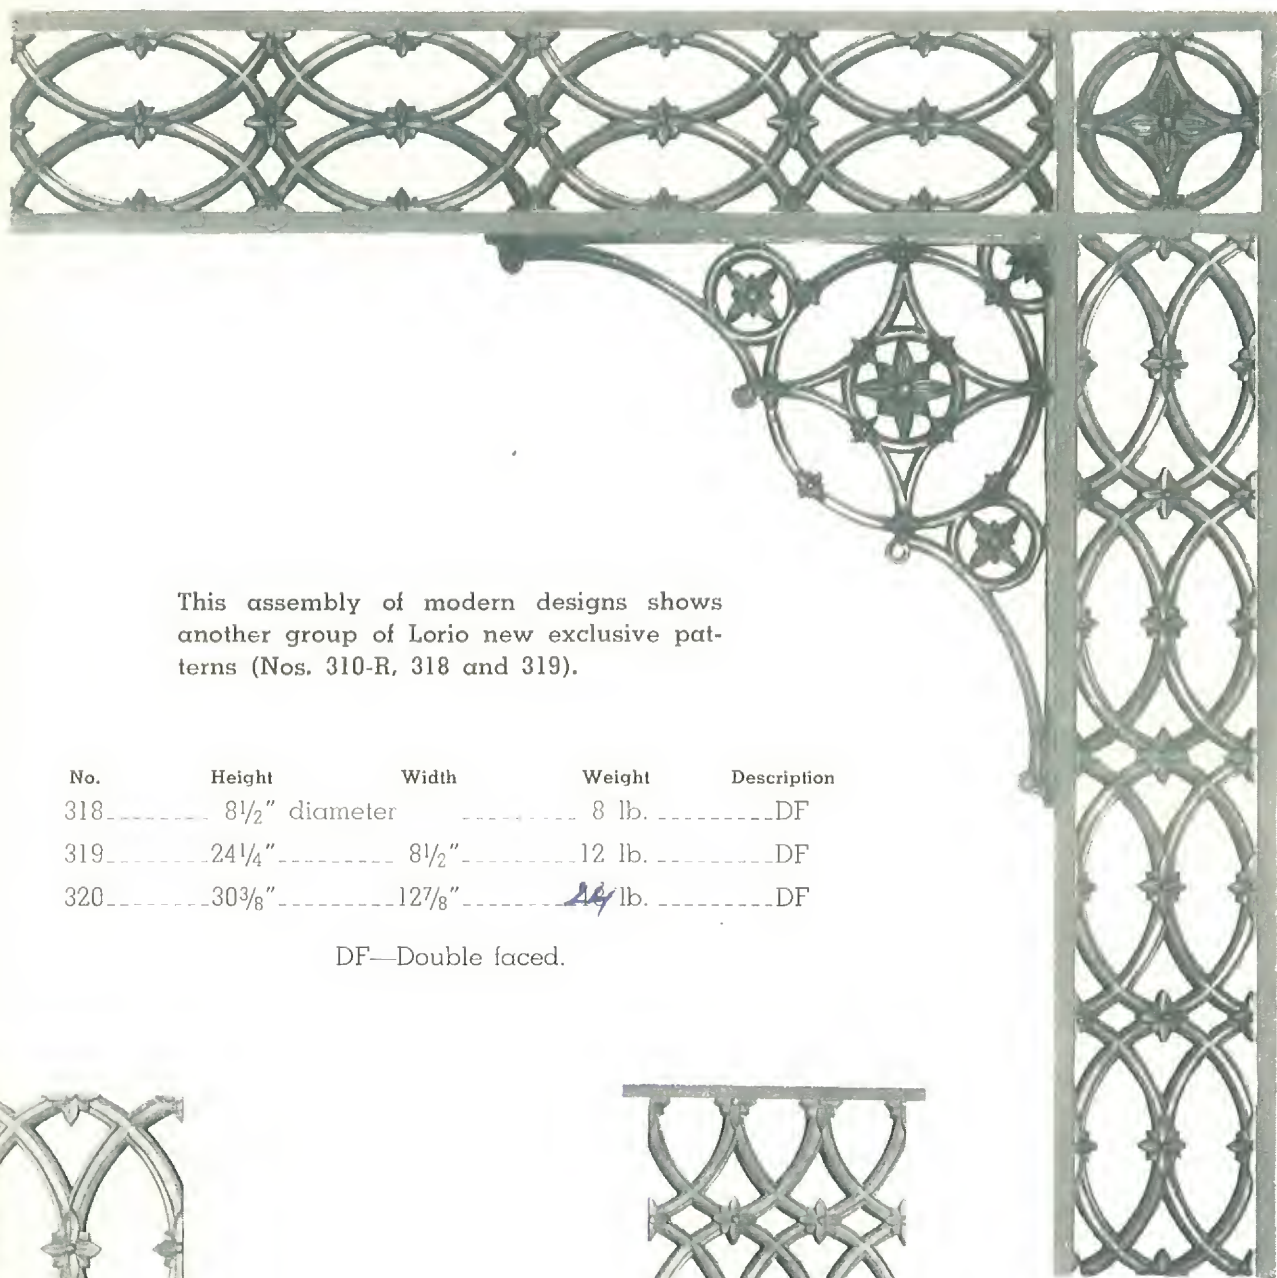 This assembly of modern designs shows
another group of Lorio new exclusive pat-
terns (Nos. 310-R, 318 and 319).
No. Height Width Weight Description
318 8½" diameter 8 lb. DF
319 24¼" 8½" 12 lb. DF
320 30⅜" 12⅞" 24 lb. DF
DF—Double faced.